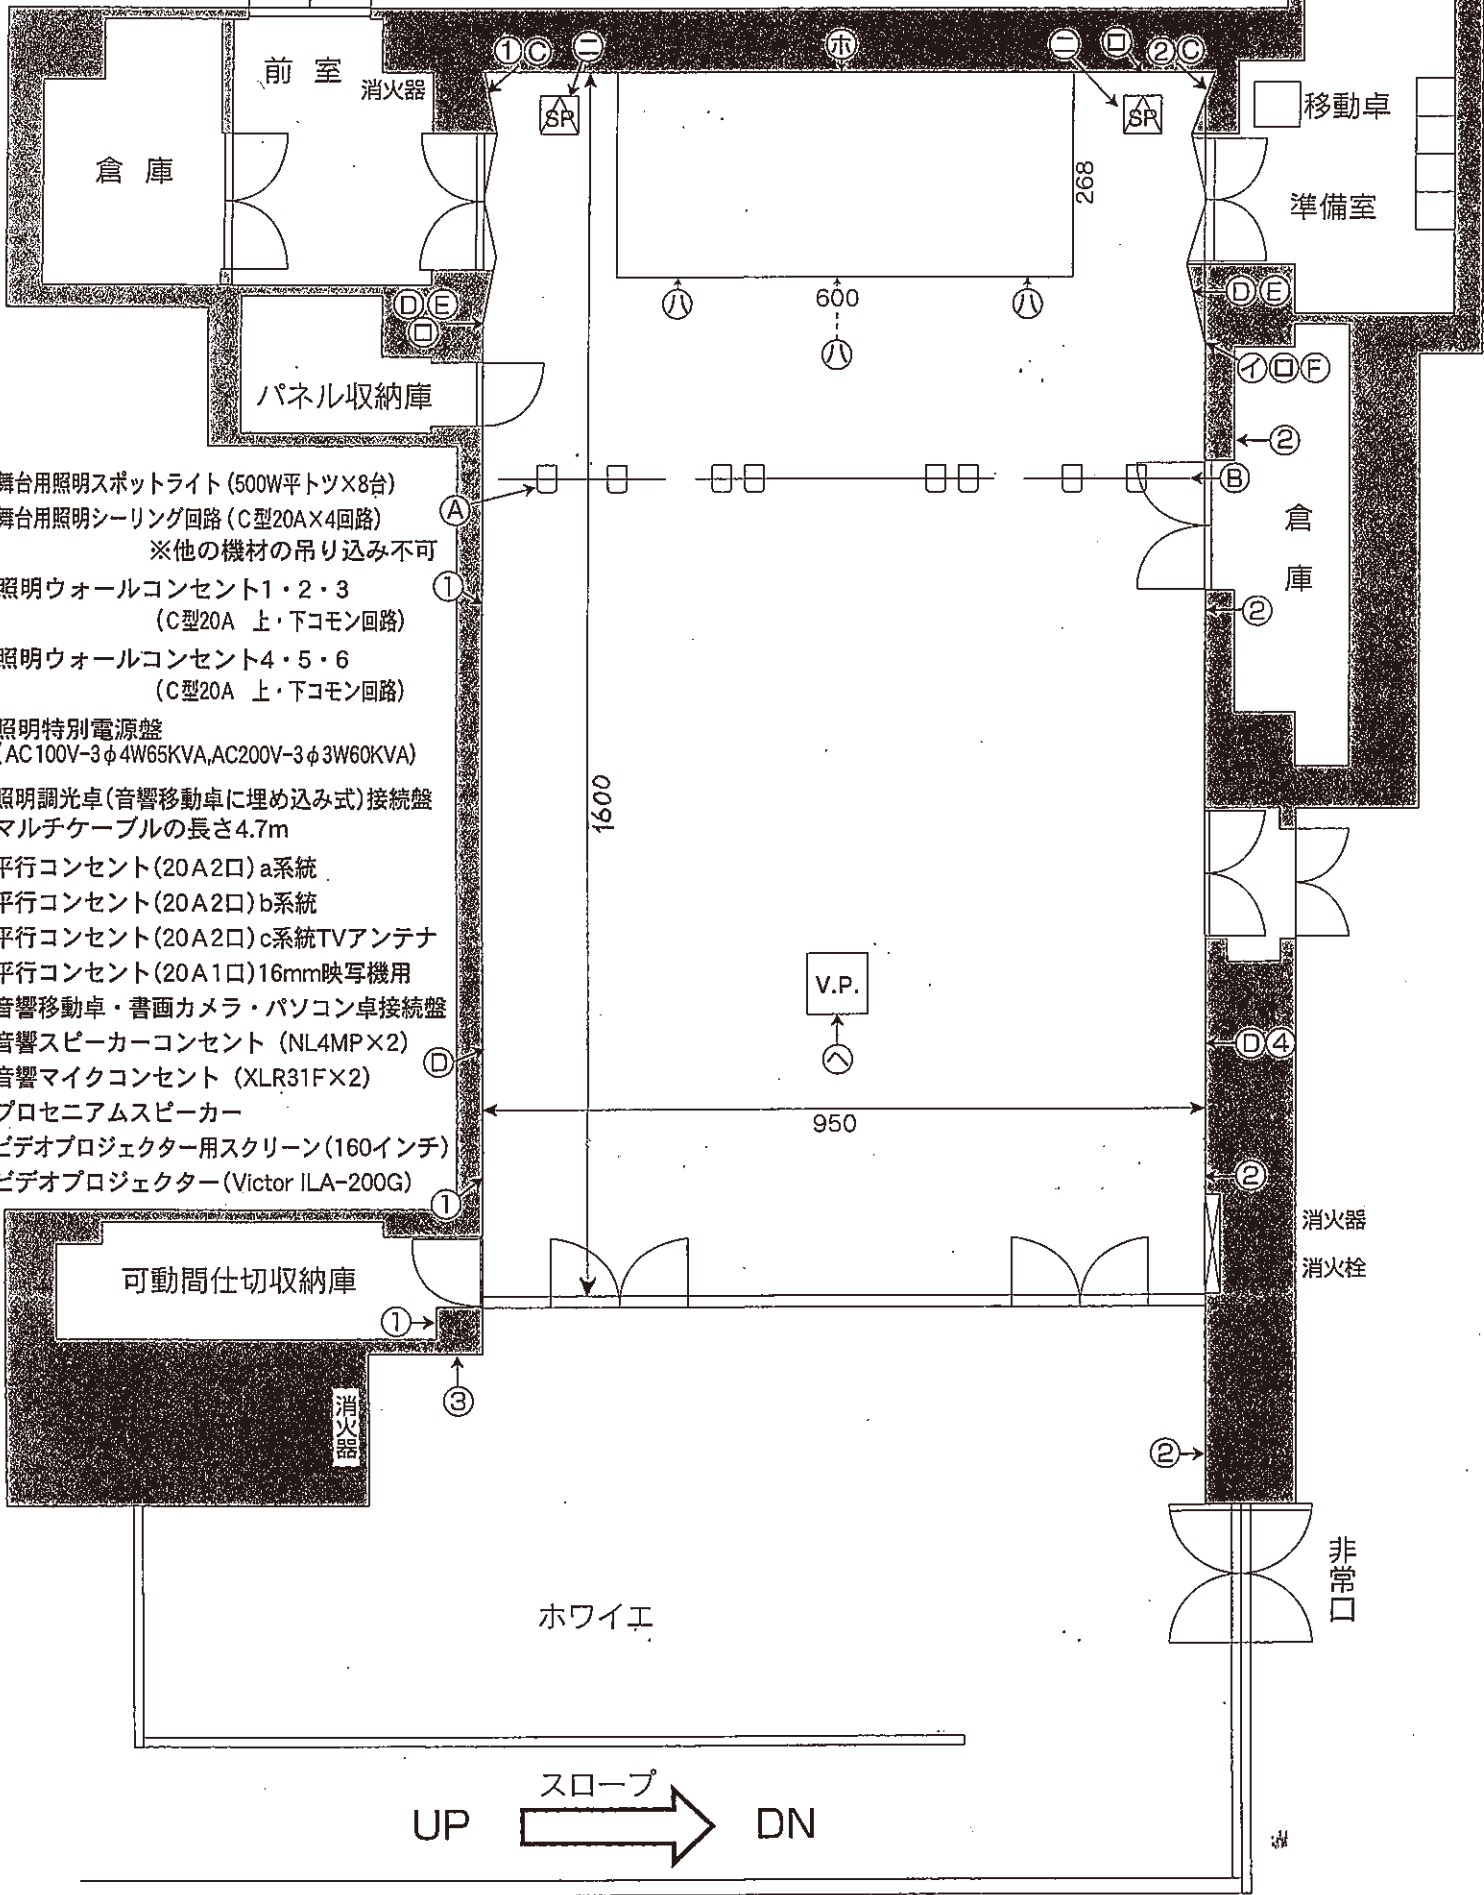 1 C 二 ホ 二 ロ 2 C
前室
消火器
SP
SP
移動卓
倉庫
268
準備室
D E
ロ
600
ハ
ハ
ハ
D E
イ ロ F
パネル収納庫
②
舞台用照明スポットライト(500W平トツ×8台)
A
B
舞台用照明シーリング回路(C型20A×4回路)
※他の機材の吊り込み不可
倉庫
照明ウォールコンセント1・2・3
①
(C型20A 上・下コモン回路)
②
照明ウォールコンセント4・5・6
(C型20A 上・下コモン回路)
照明特別電源盤
(AC100V-3φ4W65KVA,AC200V-3φ3W60KVA)
照明調光卓(音響移動卓に埋め込み式)接続盤
マルチケーブルの長さ4.7m
1600
平行コンセント(20A2口)a系統
平行コンセント(20A2口)b系統
平行コンセント(20A2口)c系統TVアンテナ
平行コンセント(20A1口)16mm映写機用
V.P.
音響移動卓・書画カメラ・パソコン卓接続盤
音響スピーカーコンセント(NL4MP×2)
D
ヘ
D ④
音響マイクコンセント(XLR31F×2)
プロセニアムスピーカー
950
ビデオプロジェクター用スクリーン(160インチ)
ビデオプロジェクター(Victor ILA-200G)
①
②
消火器
消火栓
可動間仕切収納庫
①
③
消火器
②
非常口
ホワイエ
スロープ
UP
DN